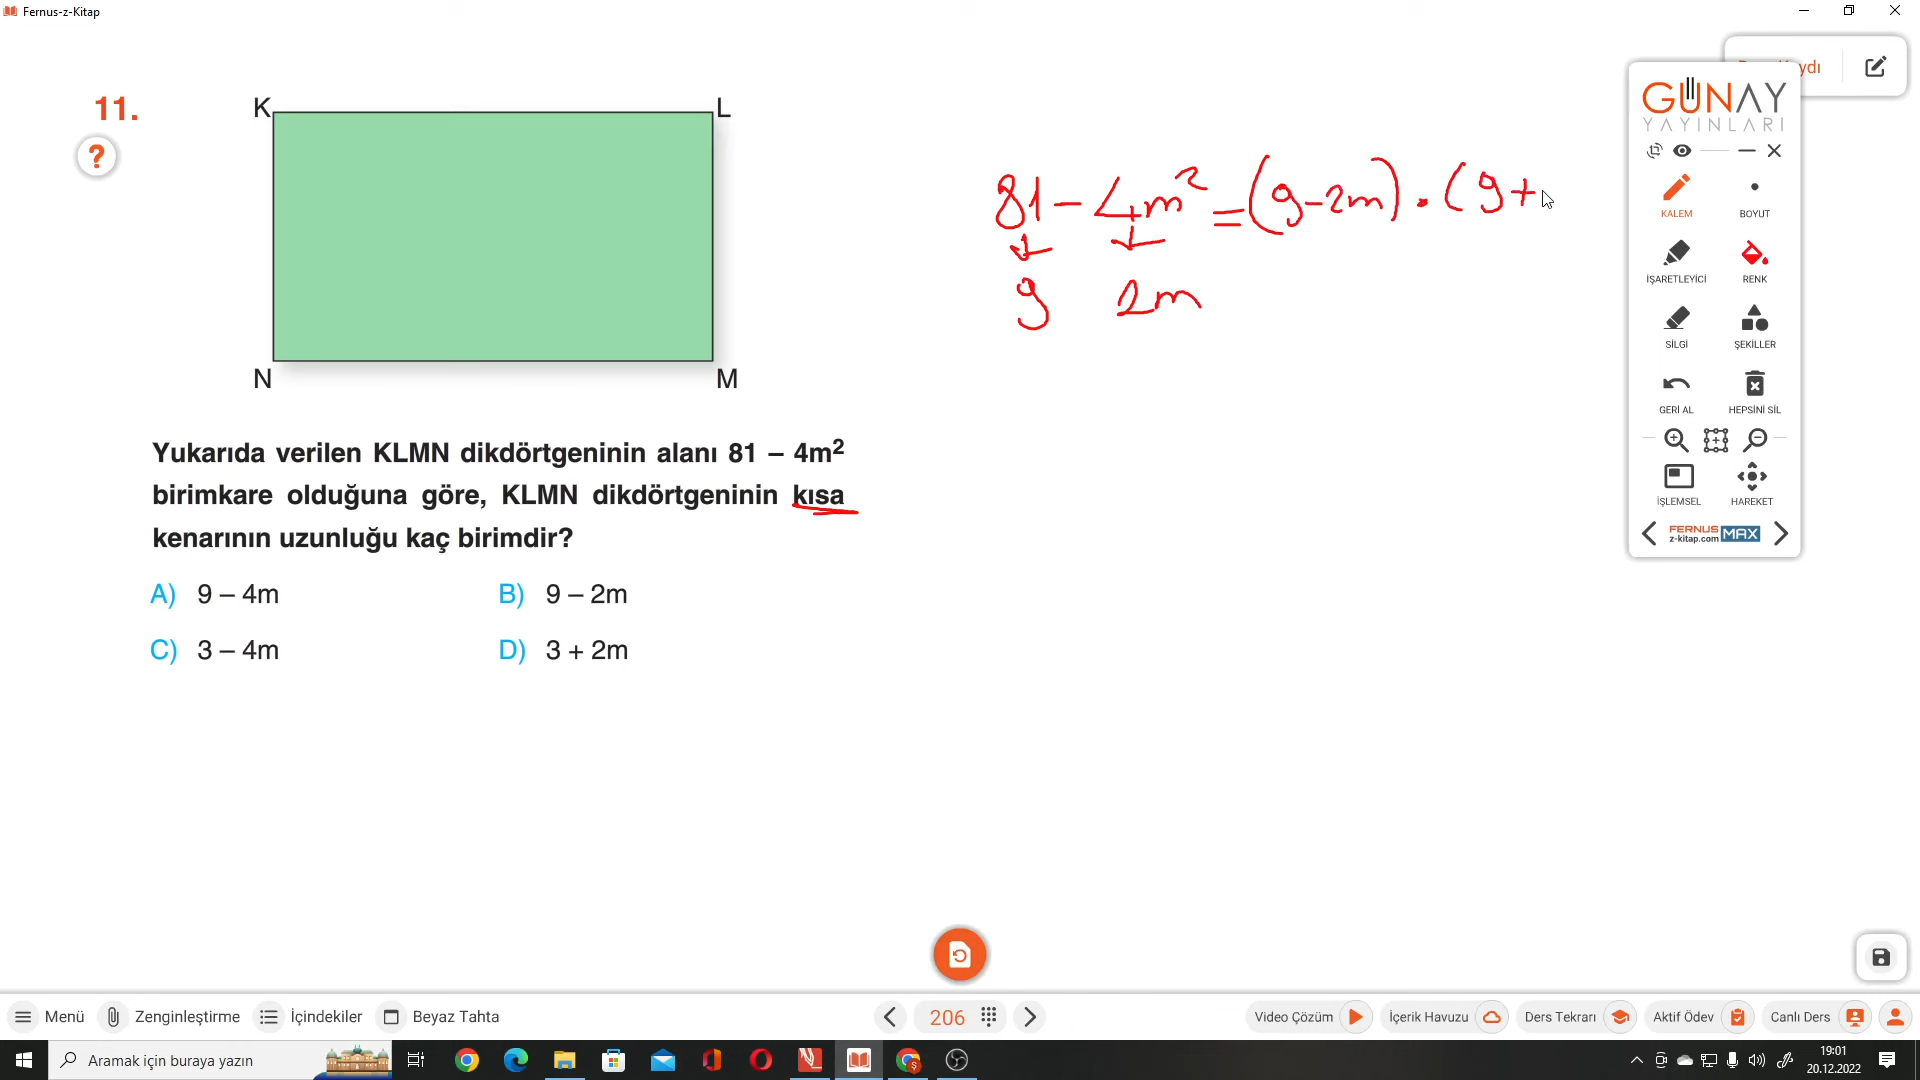 Fernus-z-Kitap
11.
K
L
N
M
?
81 - 4m² = (9-2m) . (9+
9 2m
Yukarıda verilen KLMN dikdörtgeninin alanı 81 – 4m²
birimkare olduğuna göre, KLMN dikdörtgeninin kısa
kenarının uzunluğu kaç birimdir?
A) 9 – 4m
B) 9 – 2m
C) 3 – 4m
D) 3 + 2m
GÜNAY
YAYINLARI
KALEM
BOYUT
İŞARETLEYİCİ
RENK
SİLGİ
ŞEKİLLER
GERİ AL
HEPSİNİ SİL
İŞLEMSEL
HAREKET
FERNUS
z-kitap.com MAX
Menü
Zenginleştirme
İçindekiler
Beyaz Tahta
206
Video Çözüm
İçerik Havuzu
Ders Tekrarı
Aktif Ödev
Canlı Ders
Aramak için buraya yazın
19:01
20.12.2022